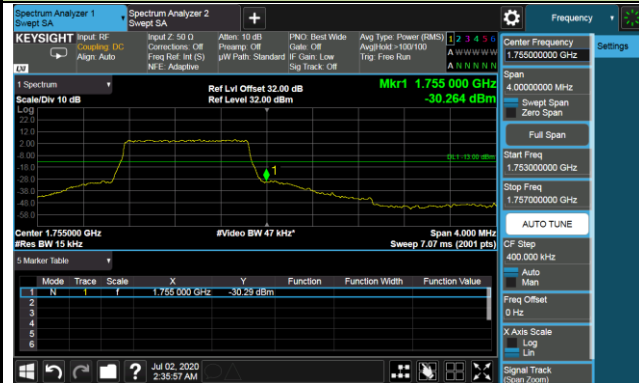 Spectrum Analyzer 1
Swept SA
Spectrum Analyzer 2
Swept SA
+
Frequency
KEYSIGHT
Input: RF
Coupling: DC
Align: Auto
Input Z: 50 Ω
Corrections: Off
Freq Ref: Int (S)
NFE: Adaptive
Atten: 10 dB
Preamp: Off
µW Path: Standard
PNO: Best Wide
Gate: Off
IF Gain: Low
Sig Track: Off
Avg Type: Power (RMS)
Avg|Hold:>100/100
Trig: Free Run
1 2 3 4 5 6
A W W W W W
A N N N N N
LXI
1 Spectrum
Scale/Div 10 dB
Ref Lvl Offset 32.00 dB
Ref Level 32.00 dBm
Mkr1 1.755 000 GHz
-30.264 dBm
Log
22.0
12.0
2.00
-8.00
-18.0
-28.0
-38.0
-48.0
-58.0
DL1 -13.00 dBm
1
Center 1.755000 GHz
#Res BW 15 kHz
#Video BW 47 kHz*
Span 4.000 MHz
Sweep 7.07 ms (2001 pts)
5 Marker Table
Mode Trace Scale X Y Function Function Width Function Value
1 N 1 f 1.755 000 GHz -30.29 dBm
2
3
4
5
6
Center Frequency
1.755000000 GHz
Settings
Span
4.00000000 MHz
Swept Span
Zero Span
Full Span
Start Freq
1.753000000 GHz
Stop Freq
1.757000000 GHz
AUTO TUNE
CF Step
400.000 kHz
Auto
Man
Freq Offset
0 Hz
X Axis Scale
Log
Lin
Signal Track
(Span Zoom)
?
Jul 02, 2020
2:35:57 AM